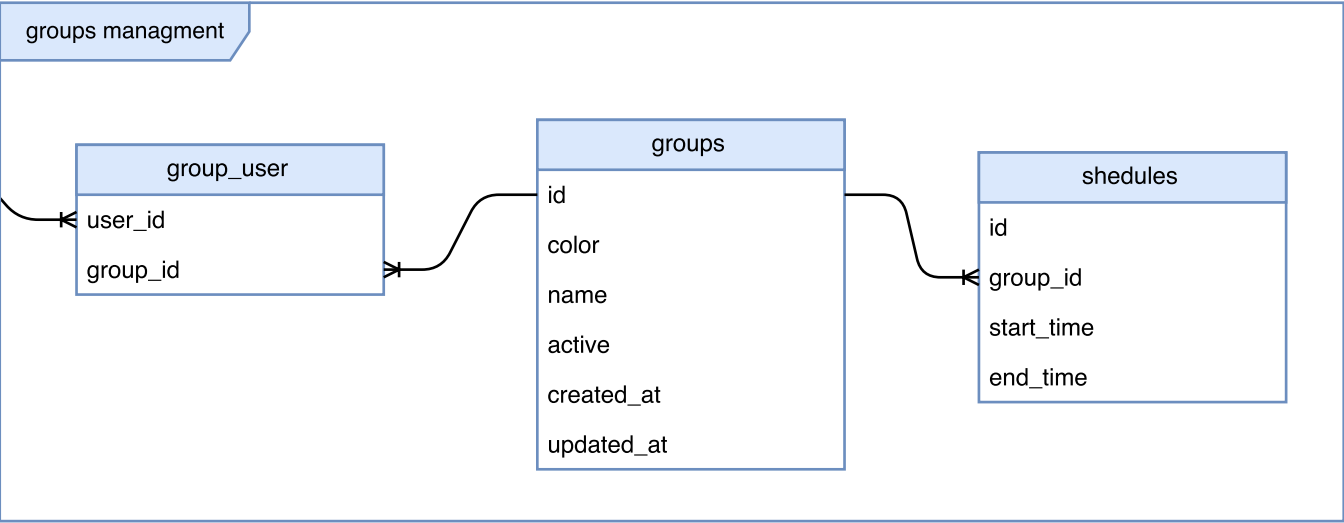 groups managment
group_user
user_id
group_id
groups
id
color
name
active
created_at
updated_at
shedules
id
group_id
start_time
end_time